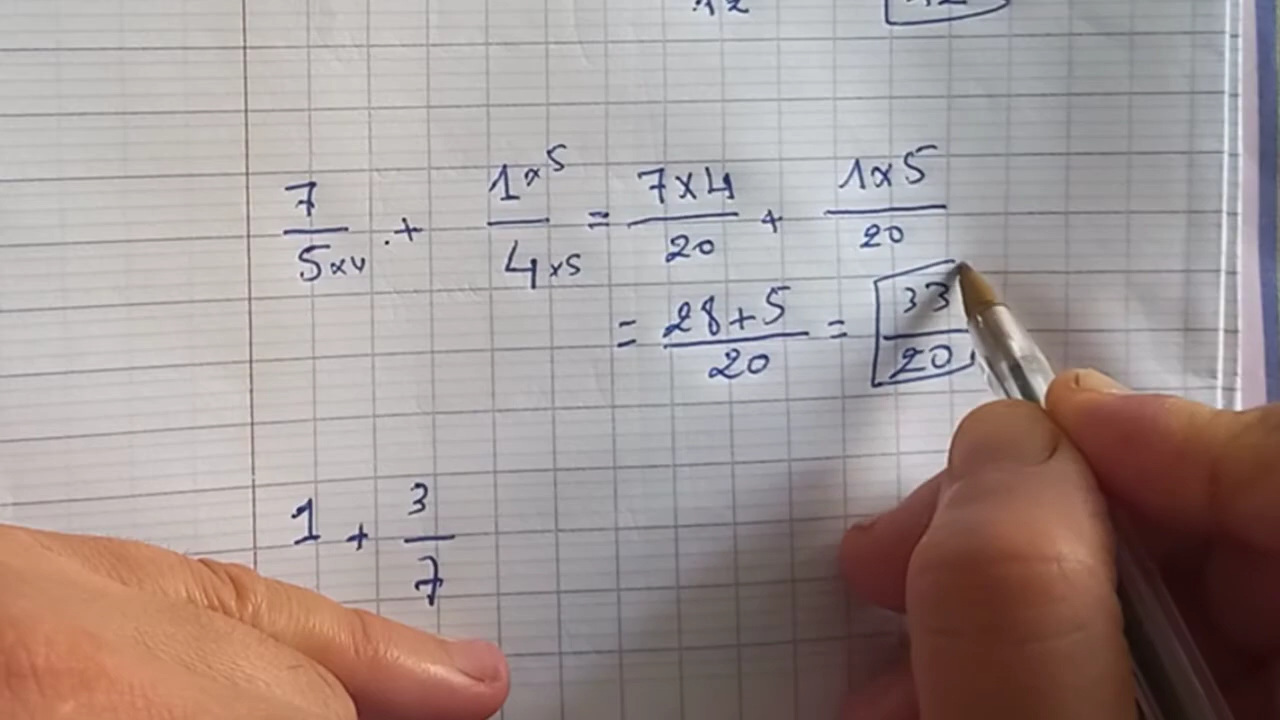 7/5×4 + 1×5/4×5 = 7×4/20 + 1×5/20
= 28+5/20 = 33/20
1 + 3/7